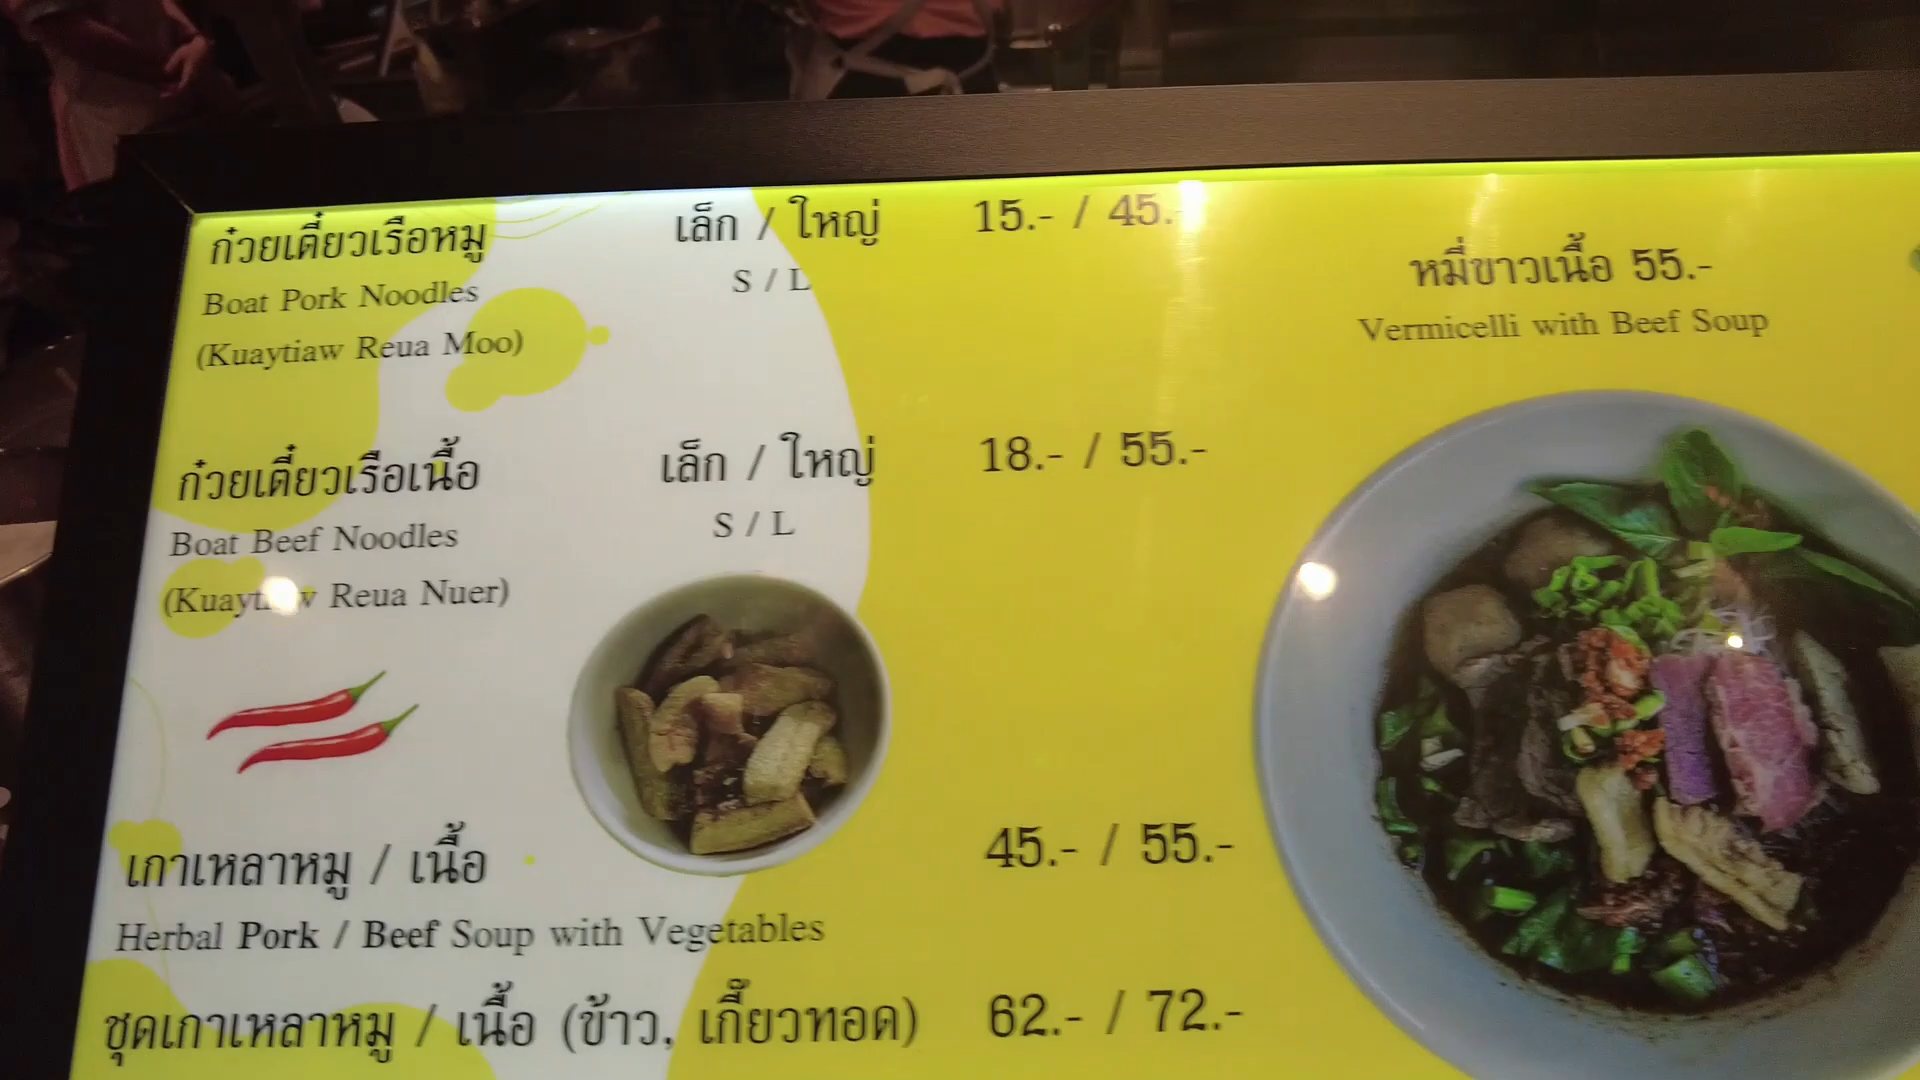 ก๋วยเตี๋ยวเรือหมู เล็ก / ใหญ่ 15.- / 45.-
Boat Pork Noodles S / L
(Kuaytiaw Reua Moo)
ก๋วยเตี๋ยวเรือเนื้อ เล็ก / ใหญ่ 18.- / 55.-
Boat Beef Noodles S / L
(Kuaytiaw Reua Nuer)
เกาเหลาหมู / เนื้อ 45.- / 55.-
Herbal Pork / Beef Soup with Vegetables
ชุดเกาเหลาหมู / เนื้อ (ข้าว, เกี๊ยวทอด) 62.- / 72.-
หมี่ขาวเนื้อ 55.-
Vermicelli with Beef Soup